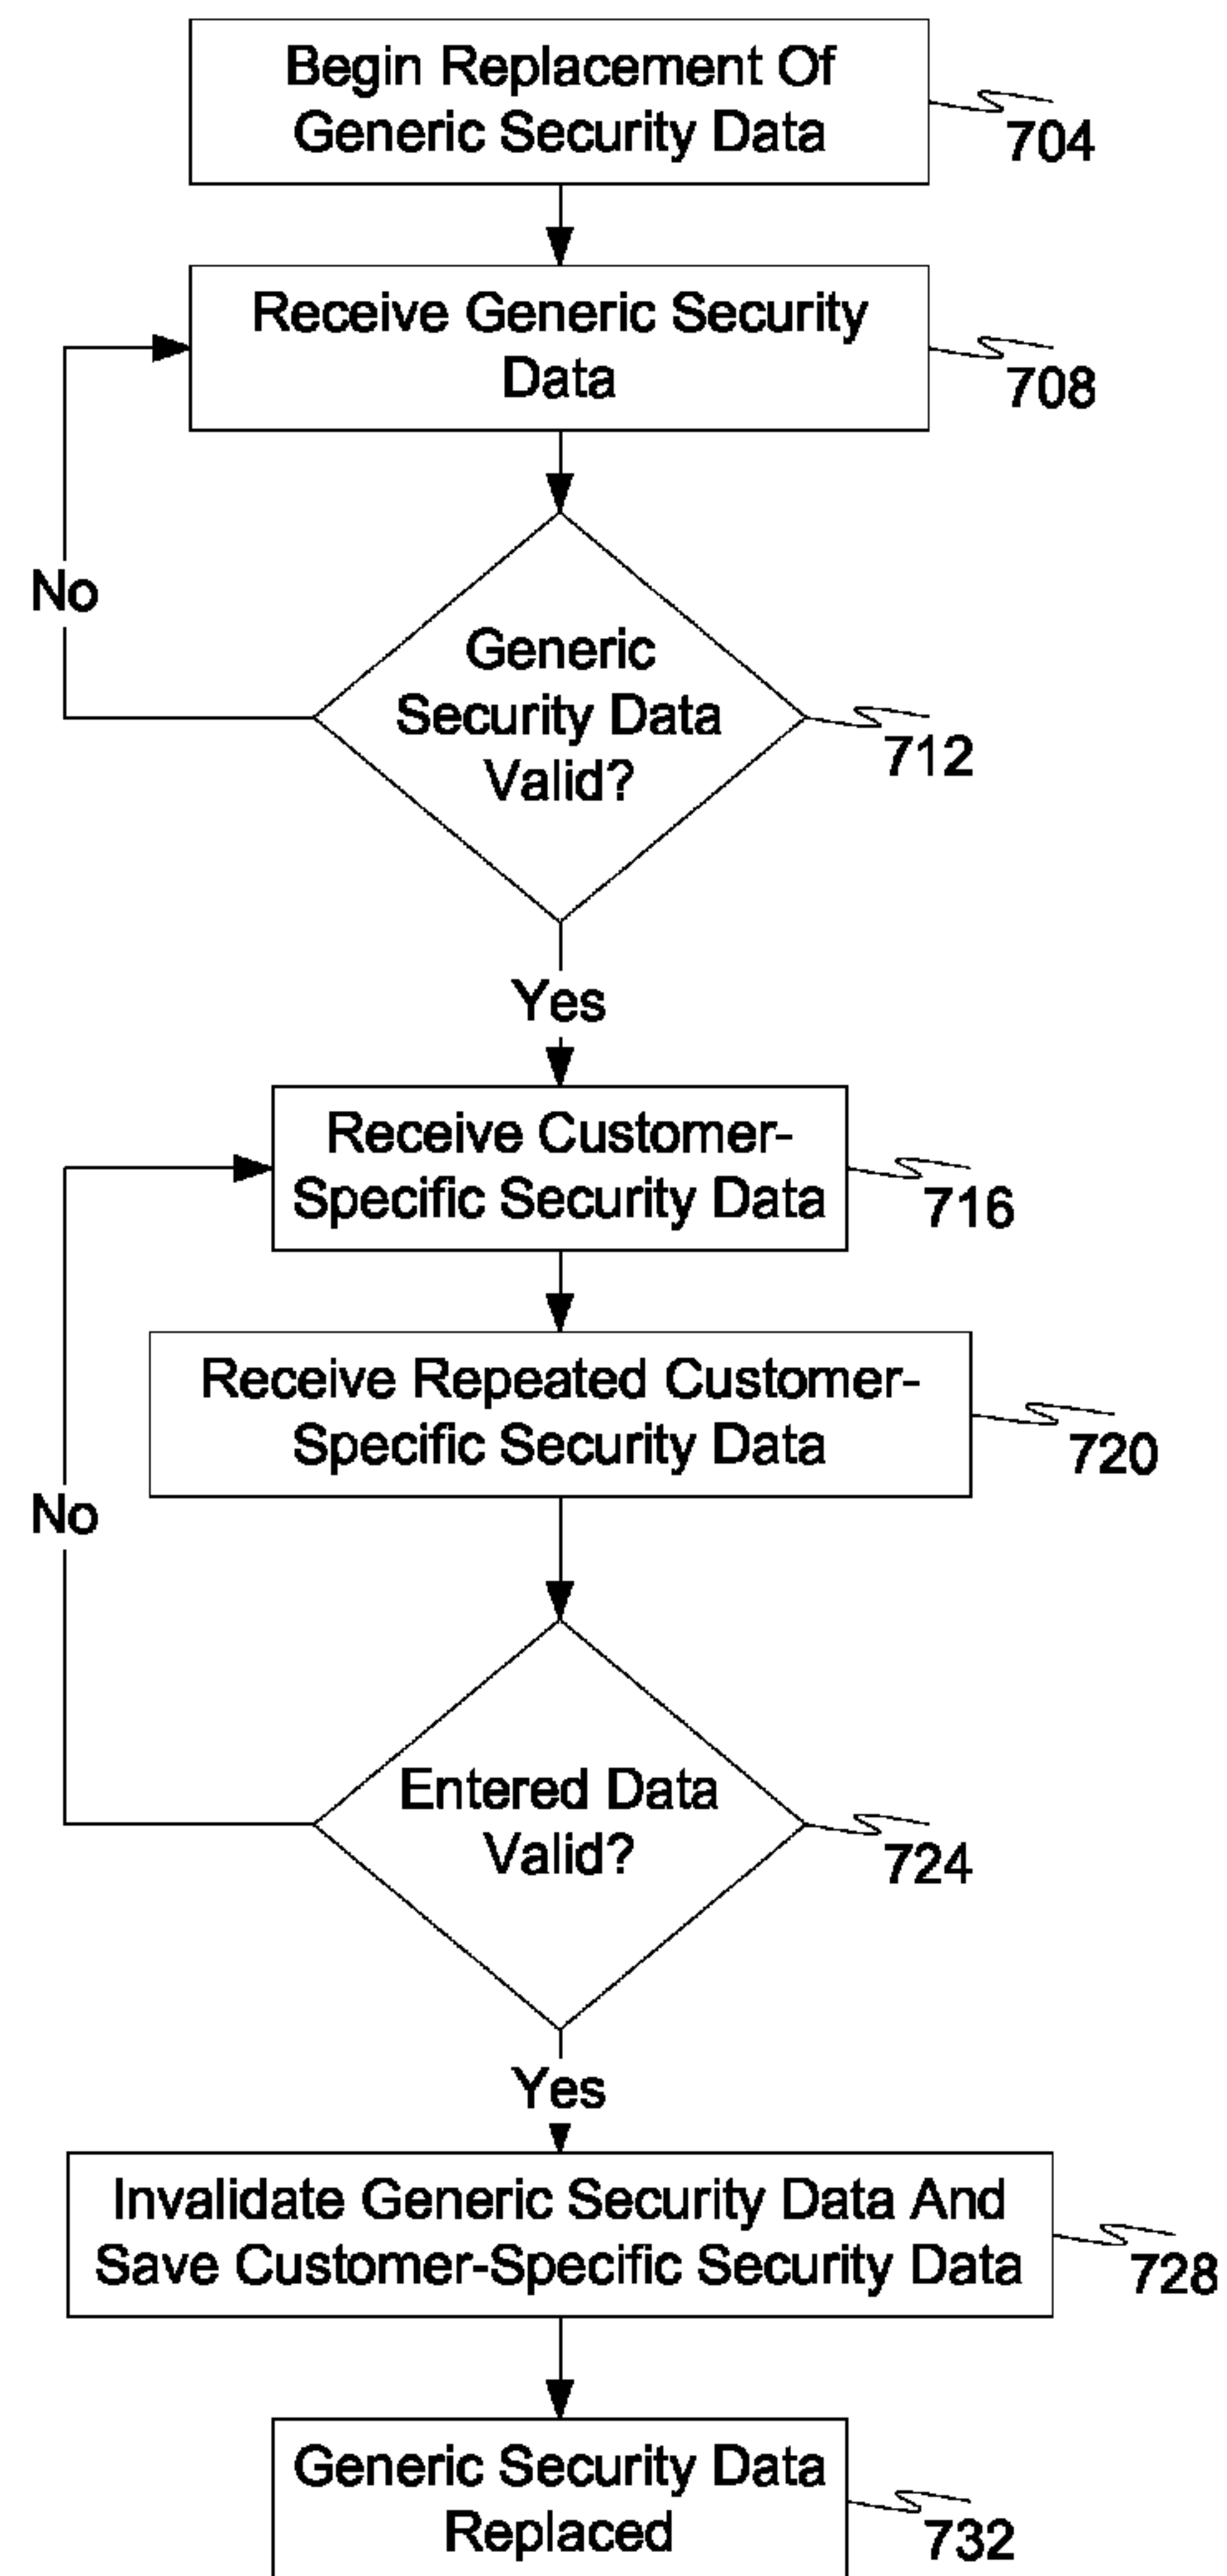 Begin Replacement Of
Generic Security Data
704
Receive Generic Security
Data
708
No
Generic
Security Data
Valid?
712
Yes
Receive Customer-
Specific Security Data
716
Receive Repeated Customer-
Specific Security Data
720
No
Entered Data
Valid?
724
Yes
Invalidate Generic Security Data And
Save Customer-Specific Security Data
728
Generic Security Data
Replaced
732